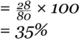 = 28/80 × 100
= 35%